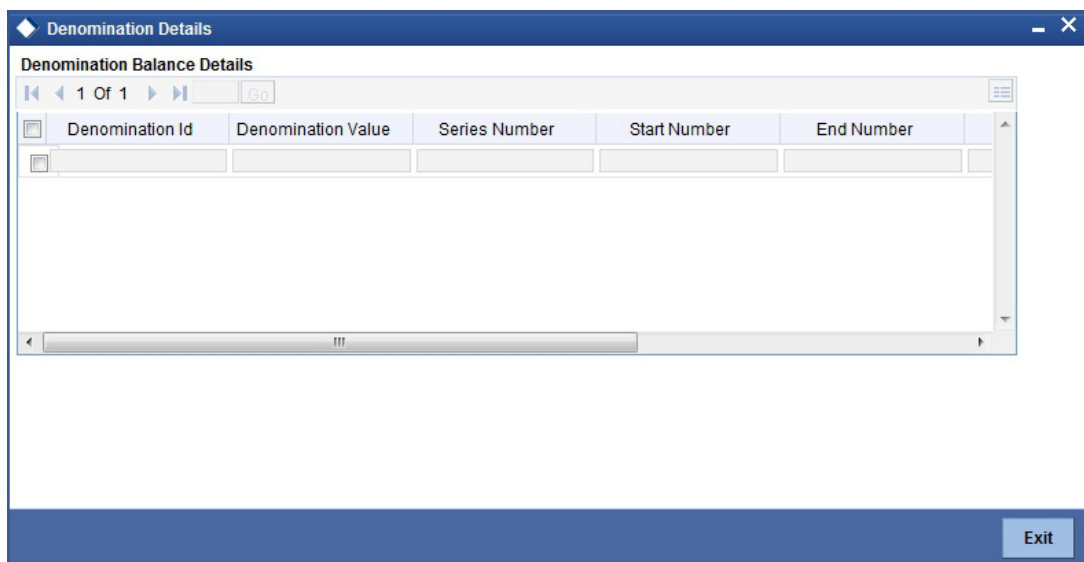 Denomination Details
Denomination Balance Details
1 Of 1 Go
Denomination Id Denomination Value Series Number Start Number End Number
Exit